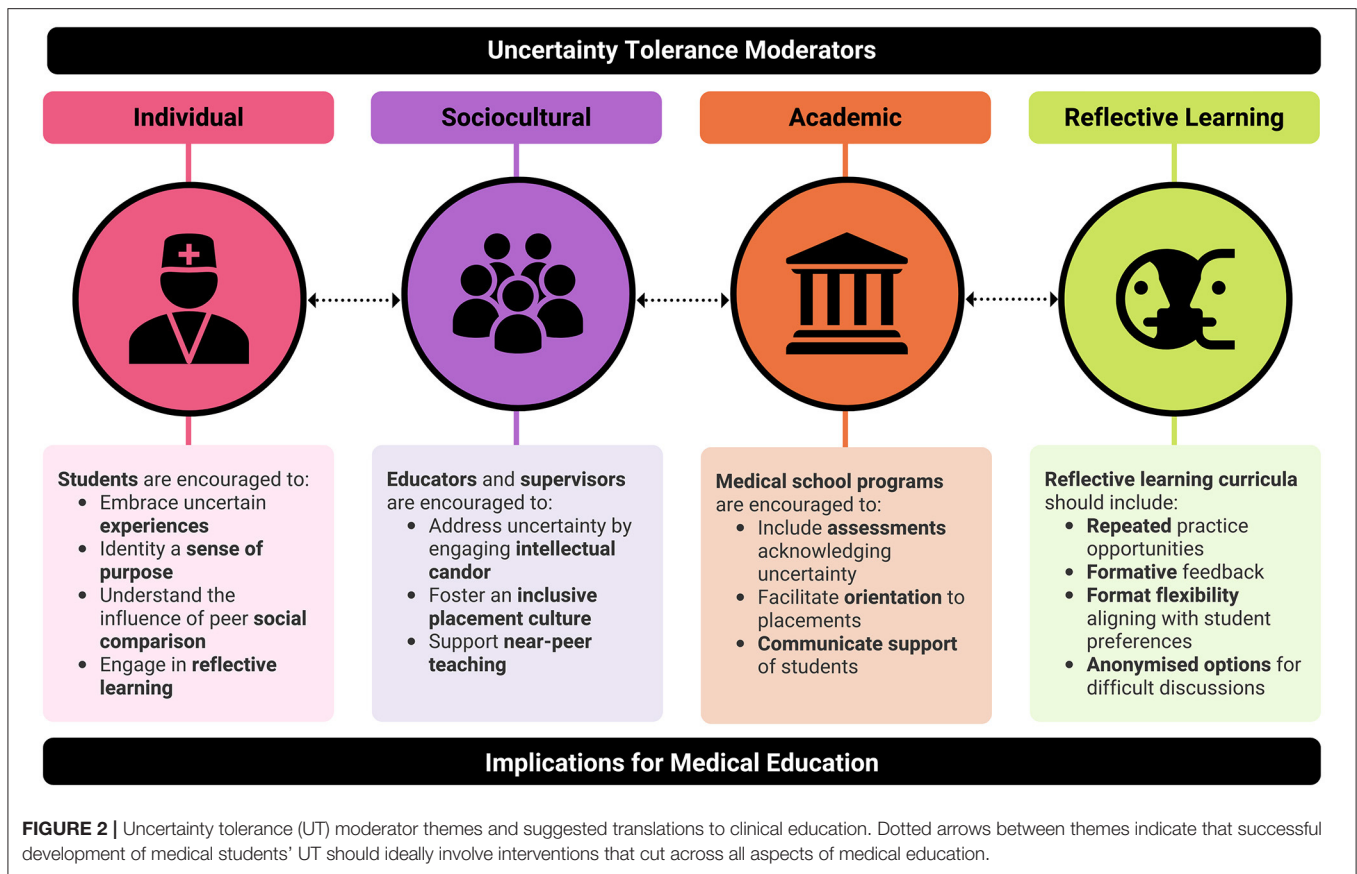 Uncertainty Tolerance Moderators
Individual
Sociocultural
Academic
Reflective Learning
Students are encouraged to:
• Embrace uncertain
experiences
• Identity a sense of
purpose
• Understand the
influence of peer social
comparison
• Engage in reflective
learning
Educators and supervisors
are encouraged to:
• Address uncertainty by
engaging intellectual
candor
• Foster an inclusive
placement culture
• Support near-peer
teaching
Medical school programs
are encouraged to:
• Include assessments
acknowledging
uncertainty
• Facilitate orientation to
placements
• Communicate support
of students
Reflective learning curricula
should include:
• Repeated practice
opportunities
• Formative feedback
• Format flexibility
aligning with student
preferences
• Anonymised options for
difficult discussions
Implications for Medical Education
FIGURE 2 | Uncertainty tolerance (UT) moderator themes and suggested translations to clinical education. Dotted arrows between themes indicate that successful
development of medical students’ UT should ideally involve interventions that cut across all aspects of medical education.